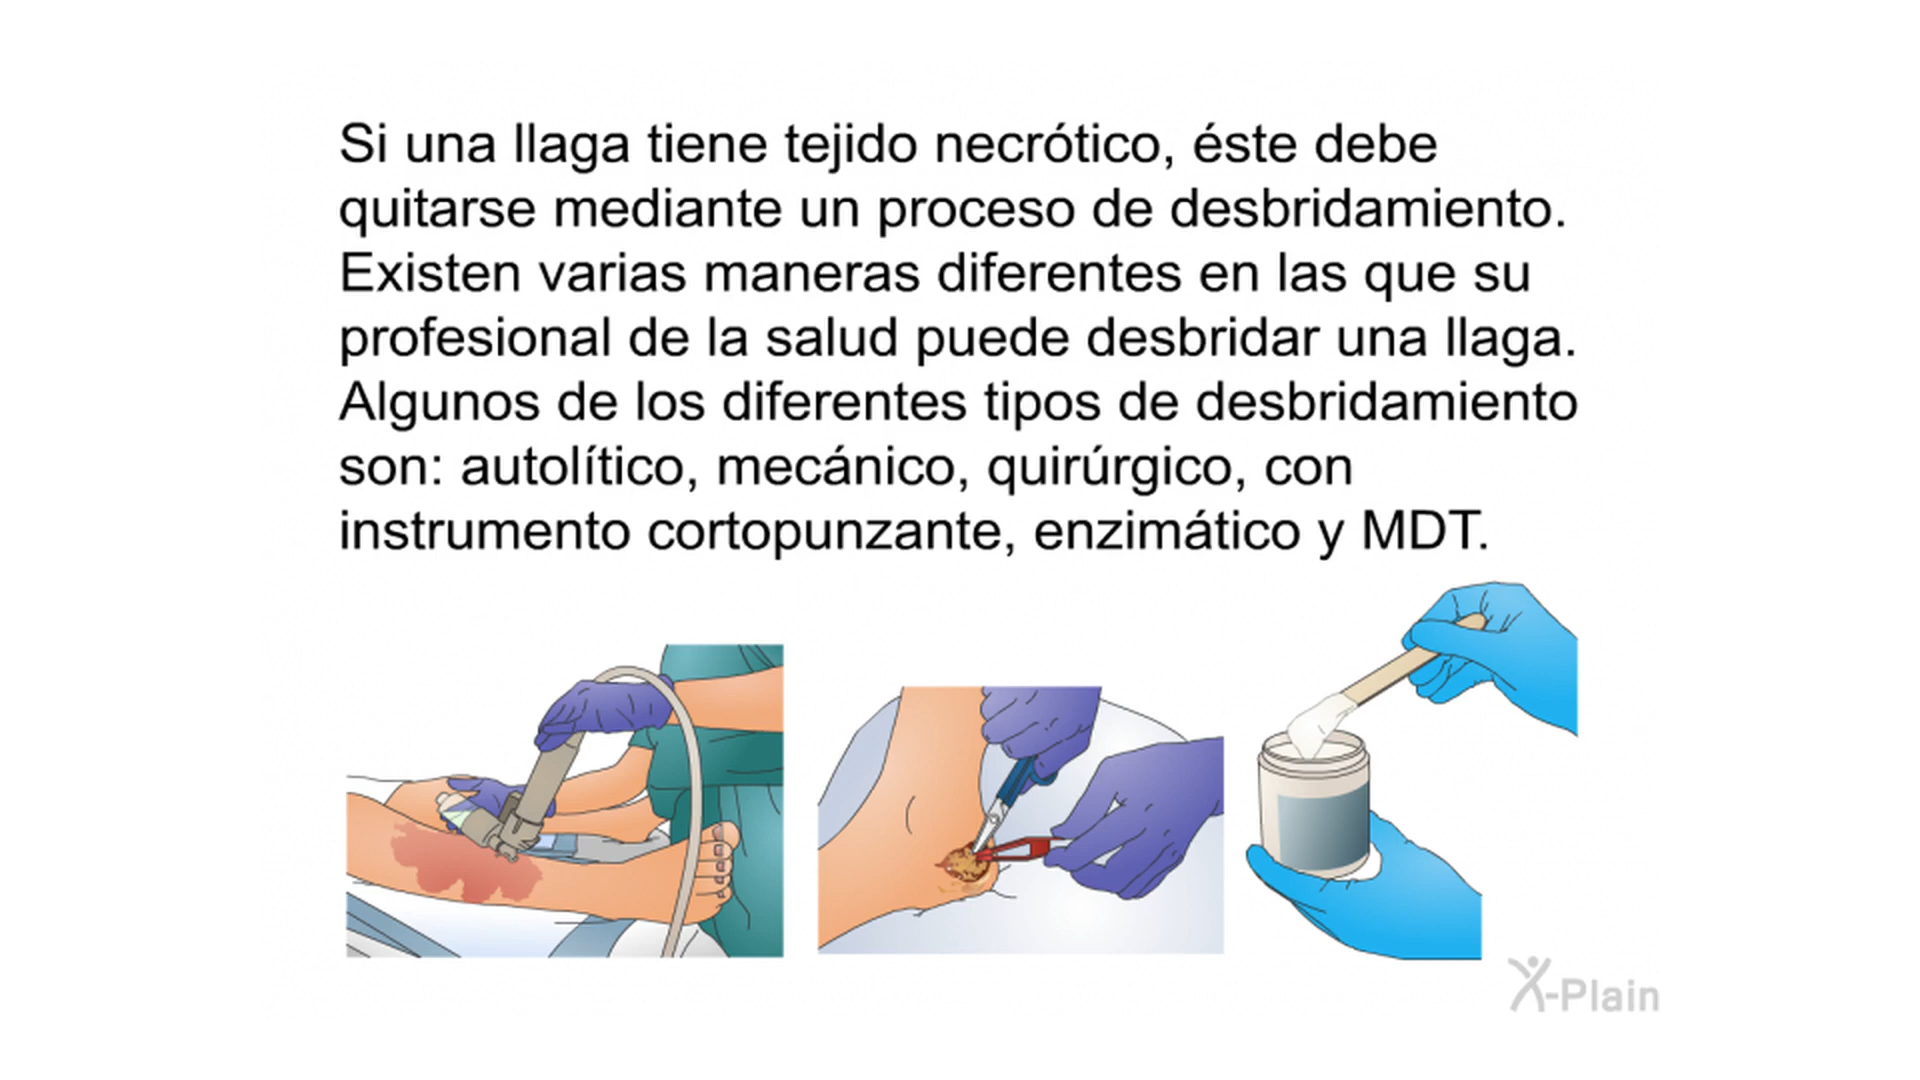 Si una llaga tiene tejido necrótico, éste debe
quitarse mediante un proceso de desbridamiento.
Existen varias maneras diferentes en las que su
profesional de la salud puede desbridar una llaga.
Algunos de los diferentes tipos de desbridamiento
son: autolítico, mecánico, quirúrgico, con
instrumento cortopunzante, enzimático y MDT.
X-Plain